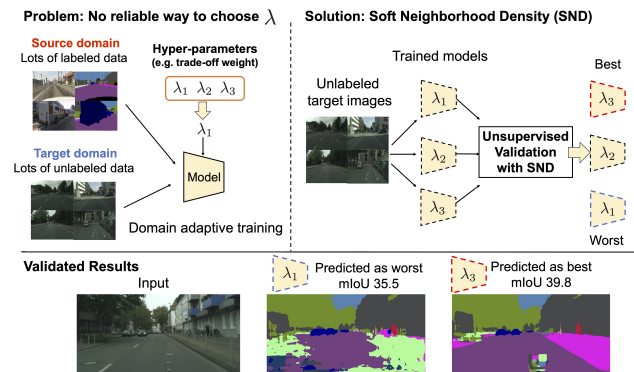 Problem: No reliable way to choose λ
Source domain
Lots of labeled data
Hyper-parameters
(e.g. trade-off weight)
λ1 λ2 λ3
λ1
Target domain
Lots of unlabeled data
Model
Domain adaptive training
Solution: Soft Neighborhood Density (SND)
Trained models
Unlabeled
target images
λ1
λ2
λ3
Unsupervised
Validation
with SND
Best
λ3
λ2
λ1
Worst
Validated Results
Input
λ1
Predicted as worst
mIoU 35.5
λ3
Predicted as best
mIoU 39.8